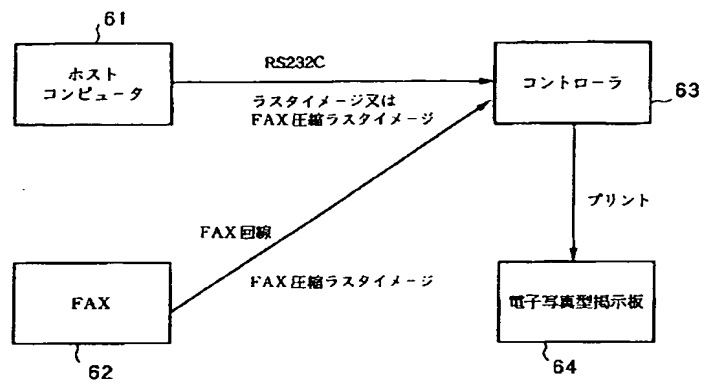 61
ホスト
コンピュータ
RS232C
ラスタイメージ又は
FAX圧縮ラスタイメージ
コントローラ
63
プリント
FAX回線
FAX圧縮ラスタイメージ
FAX
62
電子写真型掲示板
64